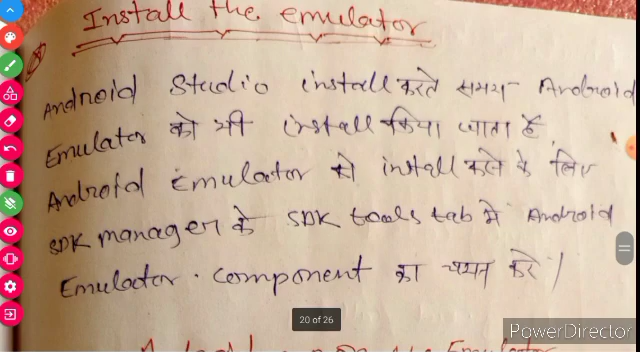 Install the emulator
Android Studio install करते समय Android
Emulator को भी install किया जाता है
Android Emulator से install करने के लिए
SDK manager के SDK tools tab में Android
Emulator. component का चयन करे।
20 of 26
PowerDirector